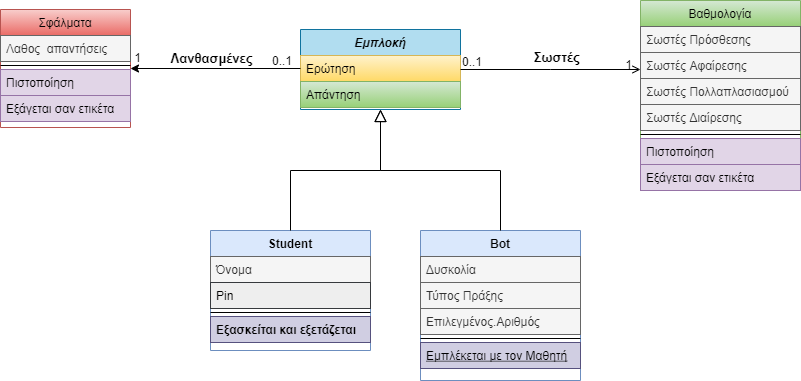 Σφάλματα
Λαθος απαντήσεις
Πιστοποίηση
Εξάγεται σαν ετικέτα
1
Λανθασμένες
0..1
Εμπλοκή
Ερώτηση
Απάντηση
0..1
Σωστές
1
Βαθμολογία
Σωστές Πρόσθεσης
Σωστές Αφαίρεσης
Σωστές Πολλαπλασιασμού
Σωστές Διαίρεσης
Πιστοποίηση
Εξάγεται σαν ετικέτα
Student
Όνομα
Pin
Εξασκείται και εξετάζεται
Bot
Δυσκολία
Τύπος Πράξης
Επιλεγμένος.Αριθμός
Εμπλέκεται με τον Μαθητή